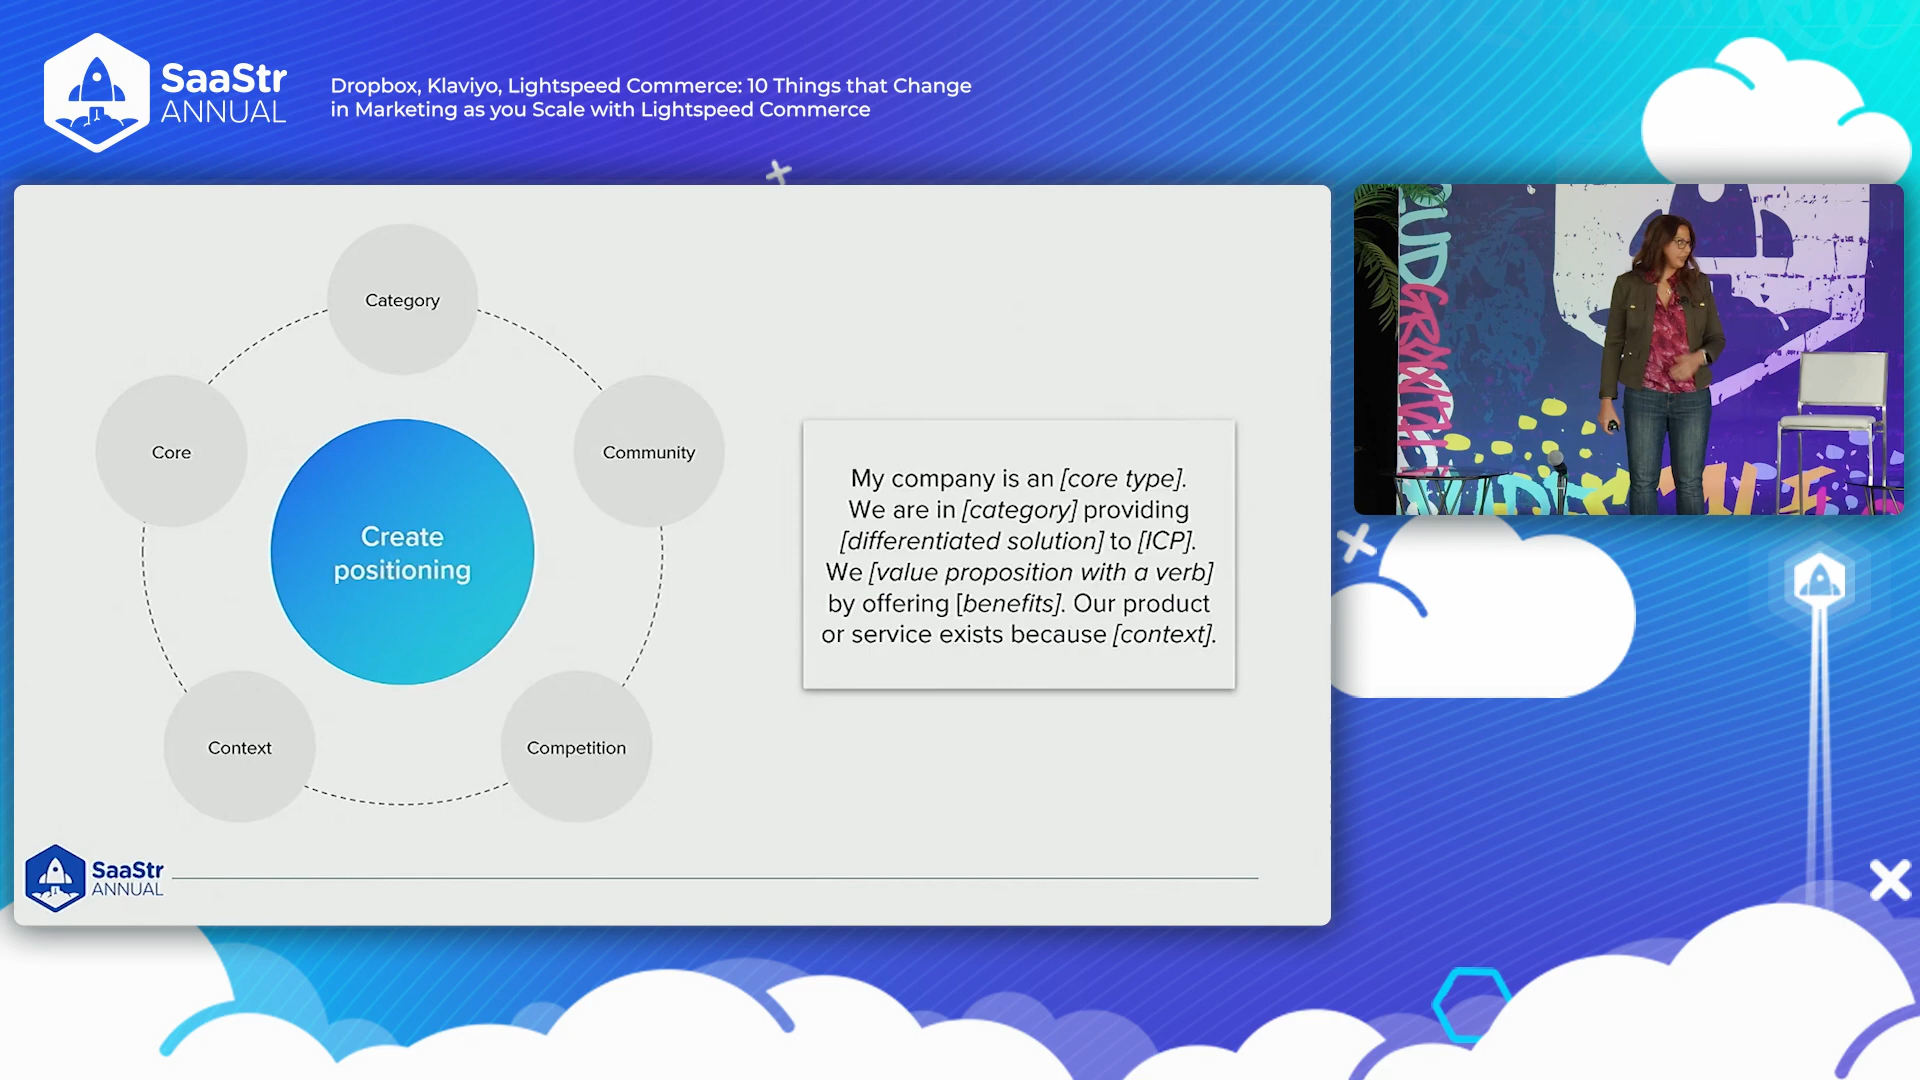 SaaStr
ANNUAL
Dropbox, Klaviyo, Lightspeed Commerce: 10 Things that Change
in Marketing as you Scale with Lightspeed Commerce
Category
Core
Community
Create
positioning
Context
Competition
My company is an [core type].
We are in [category] providing
[differentiated solution] to [ICP].
We [value proposition with a verb]
by offering [benefits]. Our product
or service exists because [context].
SaaStr
ANNUAL